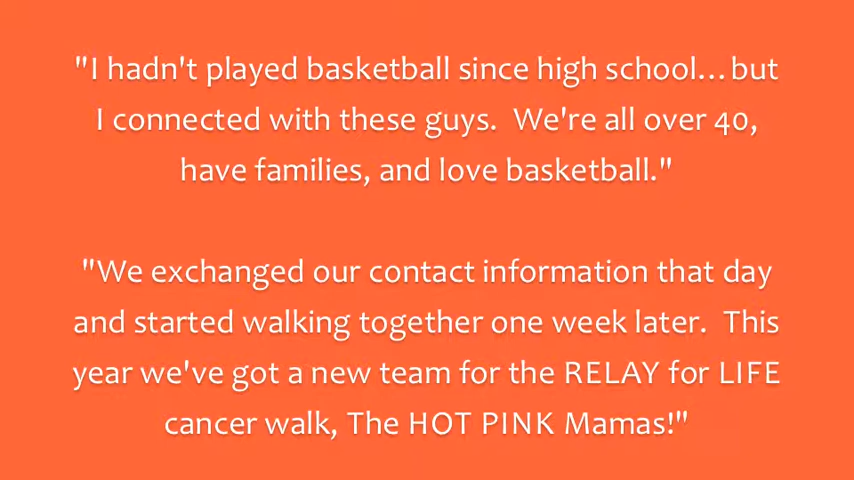 "I hadn't played basketball since high school...but
I connected with these guys.  We're all over 40,
have families, and love basketball."
"We exchanged our contact information that day
and started walking together one week later.  This
year we've got a new team for the RELAY for LIFE
cancer walk, The HOT PINK Mamas!"